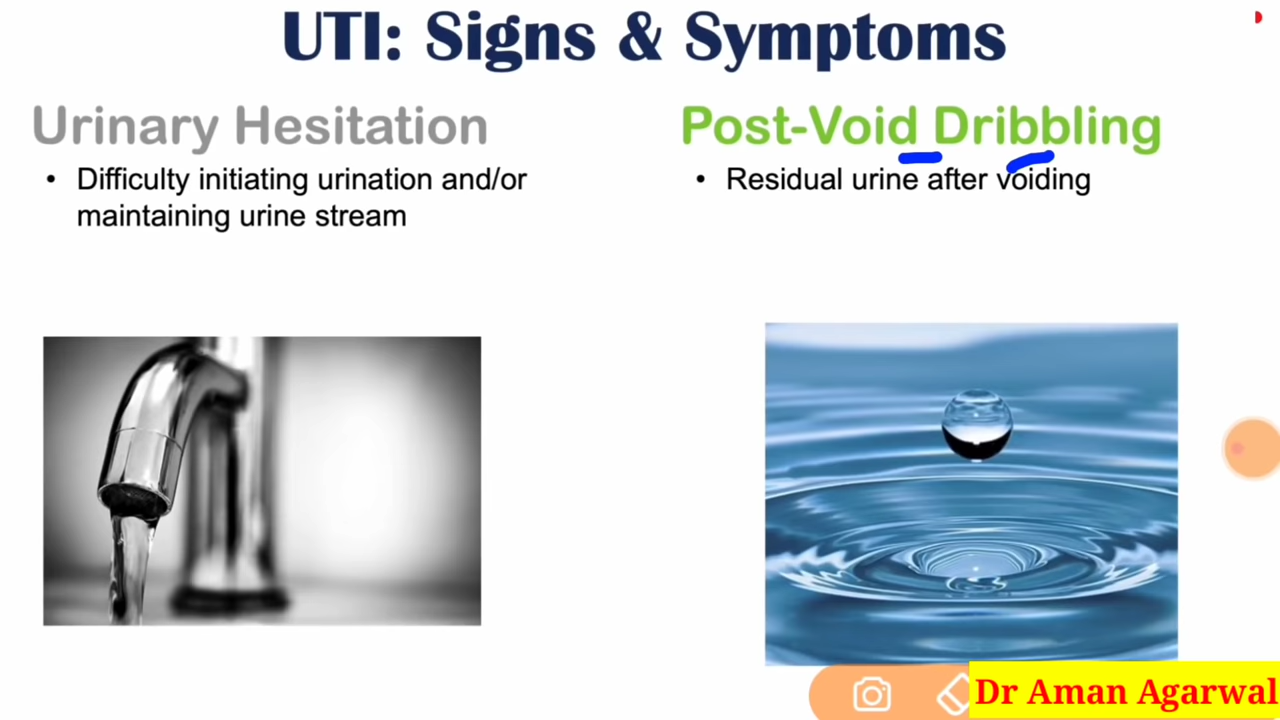 UTI: Signs & Symptoms
Urinary Hesitation
• Difficulty initiating urination and/or
maintaining urine stream
Post-Void Dribbling
• Residual urine after voiding
Dr Aman Agarwal